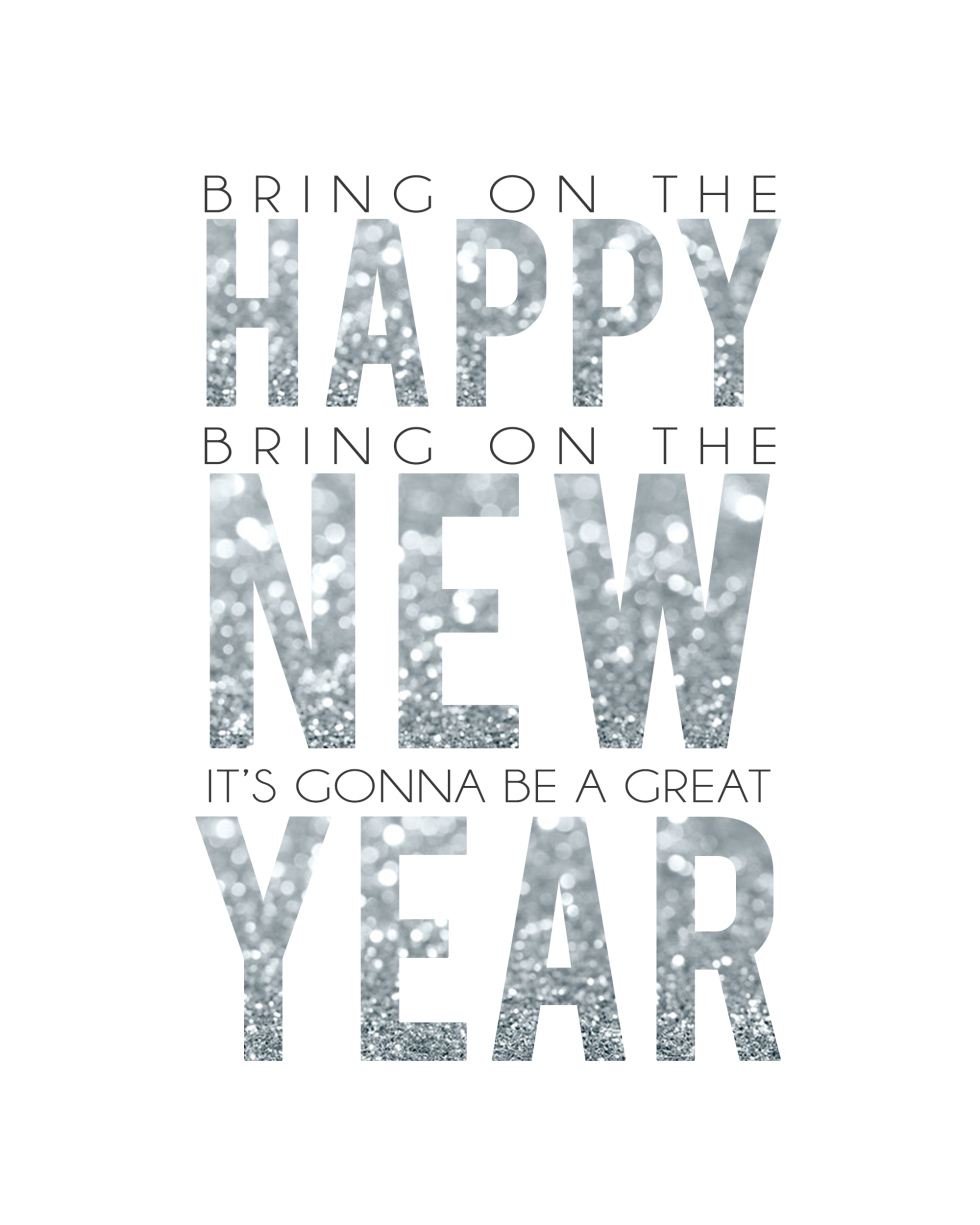 BRING ON THE
HAPPY
BRING ON THE
NEW
IT'S GONNA BE A GREAT
YEAR